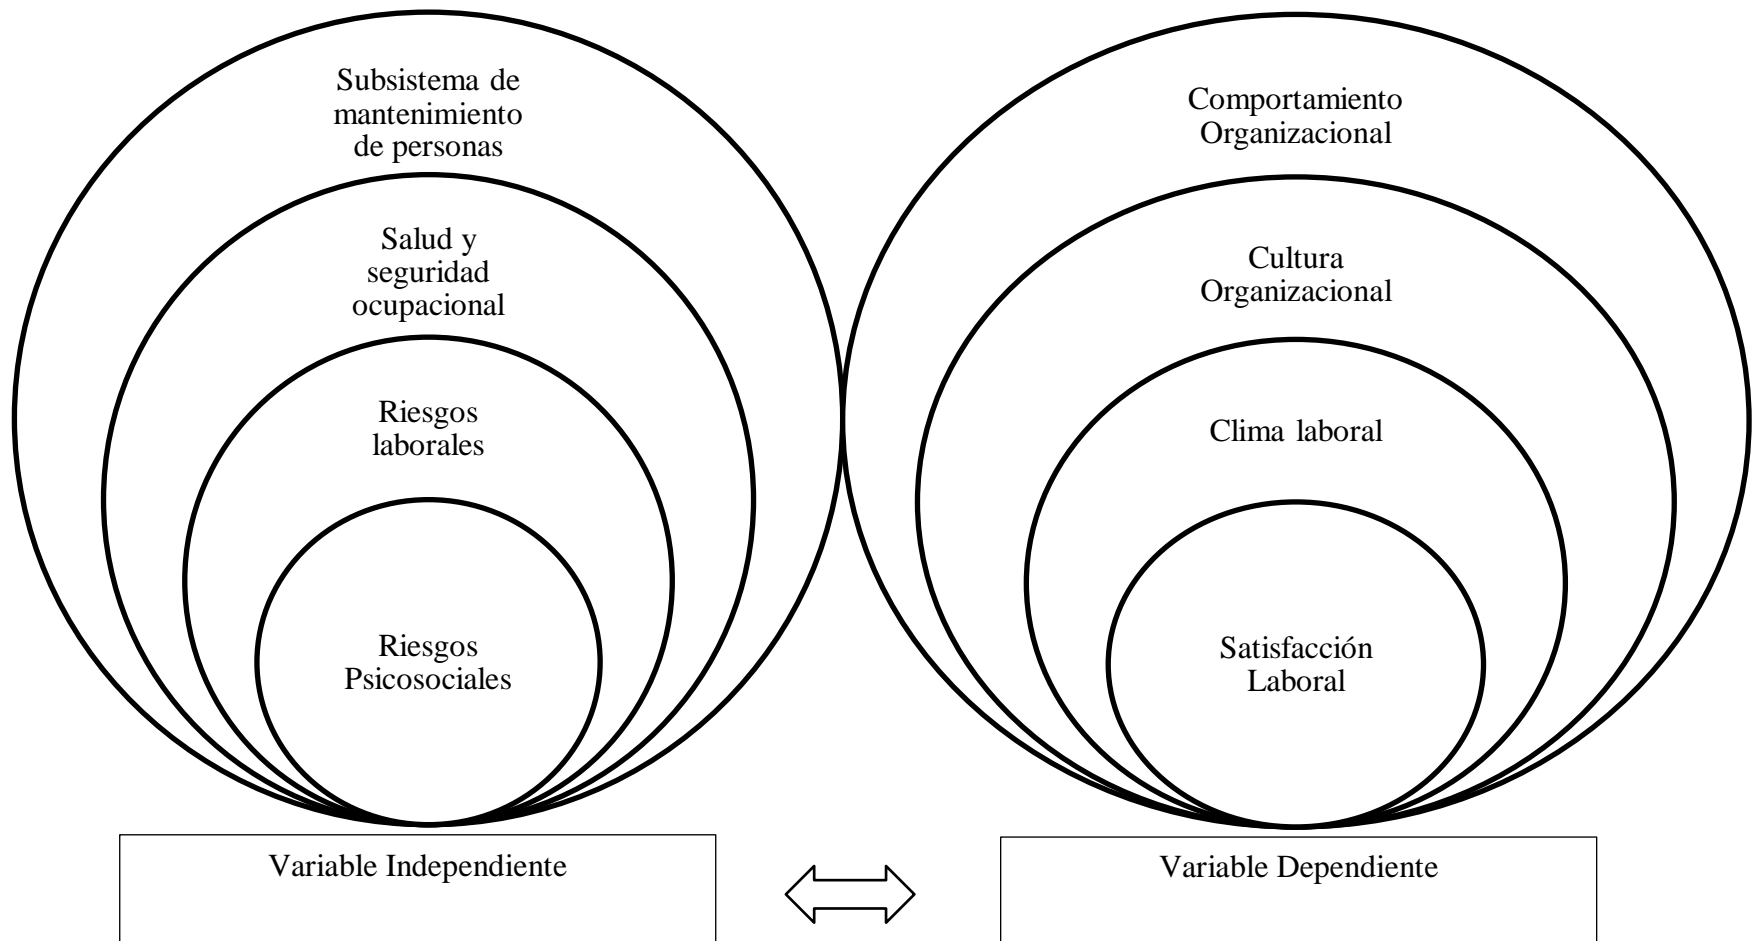 Subsistema de
mantenimiento
de personas
Salud y
seguridad
ocupacional
Riesgos
laborales
Riesgos
Psicosociales
Variable Independiente
Comportamiento
Organizacional
Cultura
Organizacional
Clima laboral
Satisfacción
Laboral
Variable Dependiente